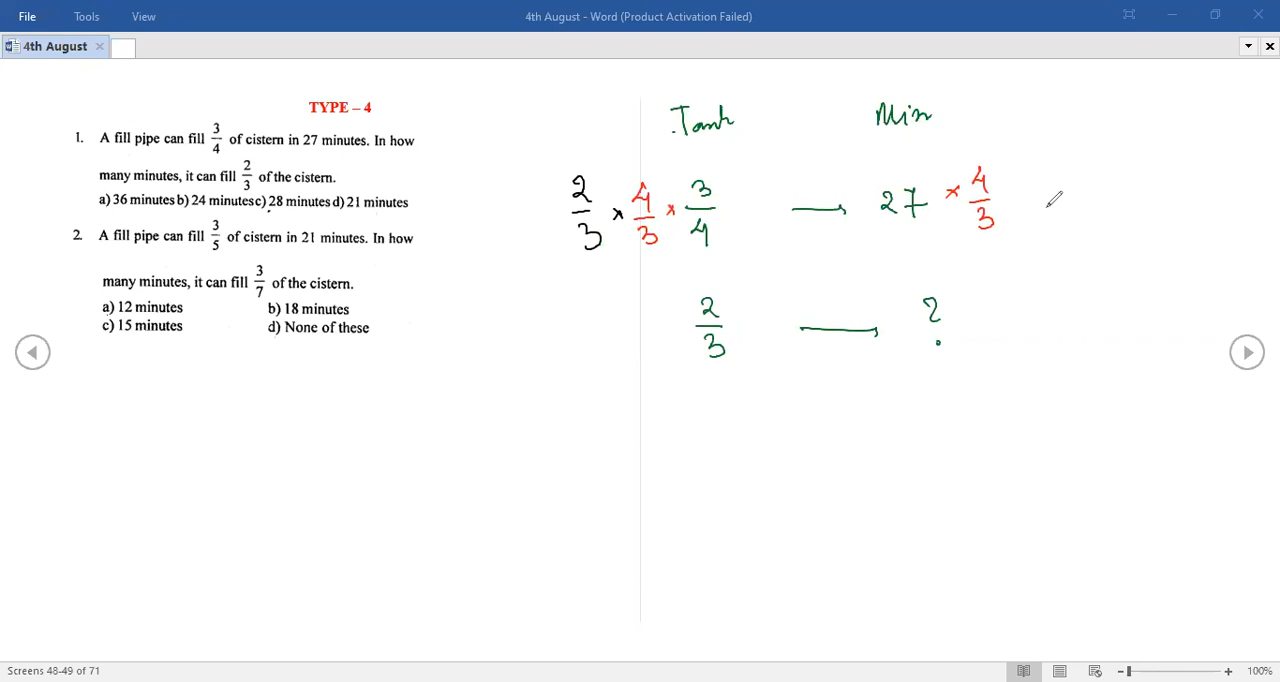 File Tools View 4th August - Word (Product Activation Failed)
4th August
TYPE – 4
1. A fill pipe can fill 3/4 of cistern in 27 minutes. In how
many minutes, it can fill 2/3 of the cistern.
a) 36 minutes b) 24 minutes c) 28 minutes d) 21 minutes
2. A fill pipe can fill 3/5 of cistern in 21 minutes. In how
many minutes, it can fill 3/7 of the cistern.
a) 12 minutes b) 18 minutes
c) 15 minutes d) None of these
Tank Min
2/3 × 4/3 × 3/4 → 27 × 4/3
2/3 → ?
Screens 48-49 of 71 100%